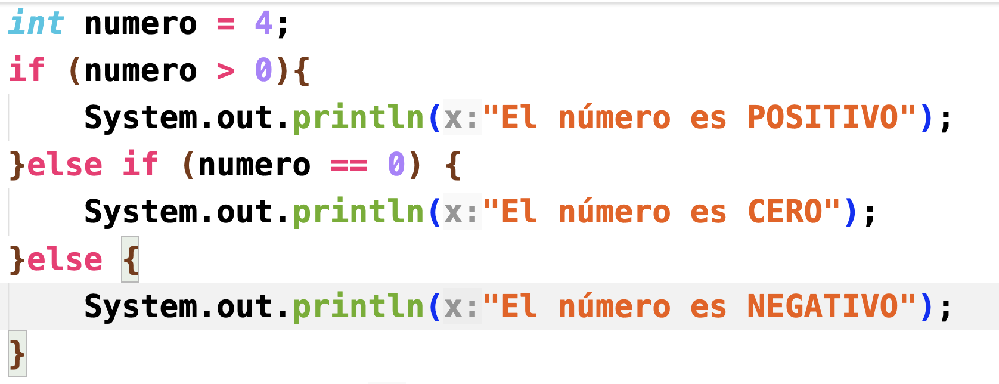 int numero = 4;
if (numero > 0){
    System.out.println(x:"El número es POSITIVO");
}else if (numero == 0) {
    System.out.println(x:"El número es CERO");
}else {
    System.out.println(x:"El número es NEGATIVO");
}